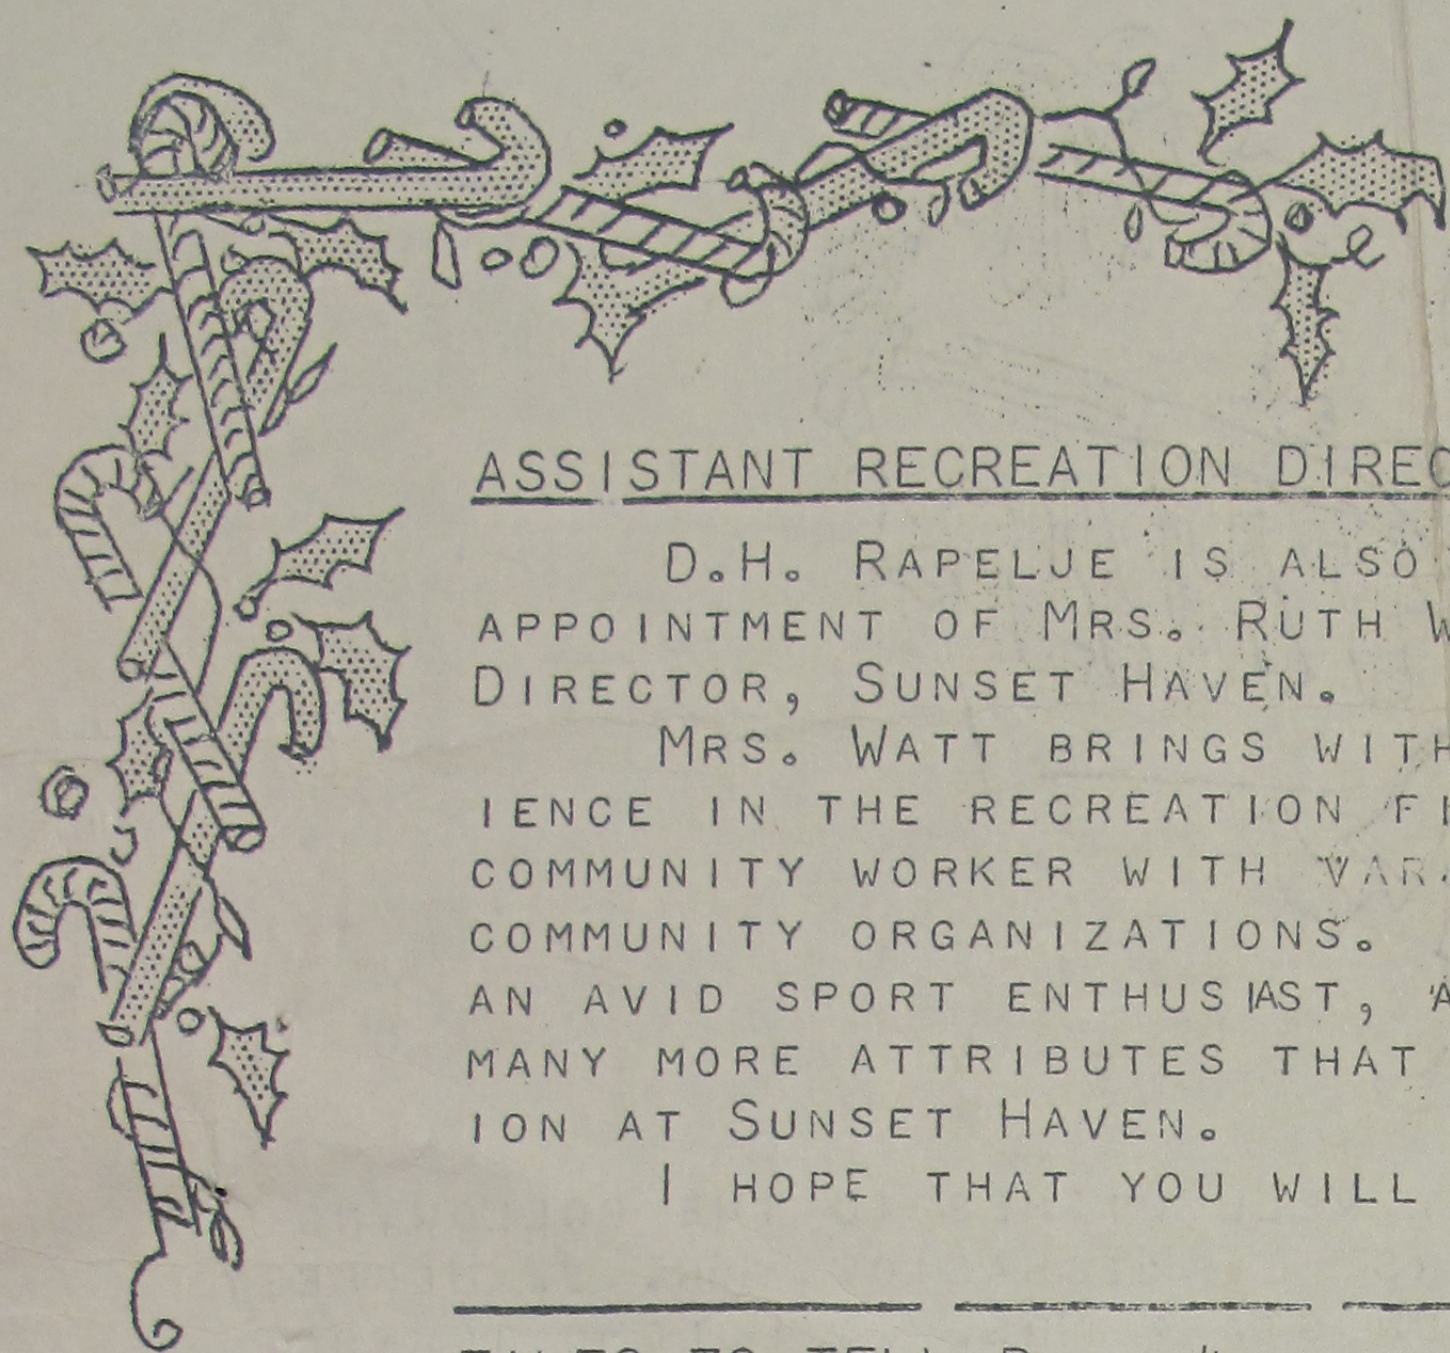 ASSISTANT RECREATION DIREC
D.H. RAPELJE IS ALSO
APPOINTMENT OF MRS. RUTH W
DIRECTOR, SUNSET HAVEN.
MRS. WATT BRINGS WITH
IENCE IN THE RECREATION FI
COMMUNITY WORKER WITH VAR
COMMUNITY ORGANIZATIONS.
AN AVID SPORT ENTHUSIAST, A
MANY MORE ATTRIBUTES THAT
ION AT SUNSET HAVEN.
I HOPE THAT YOU WILL